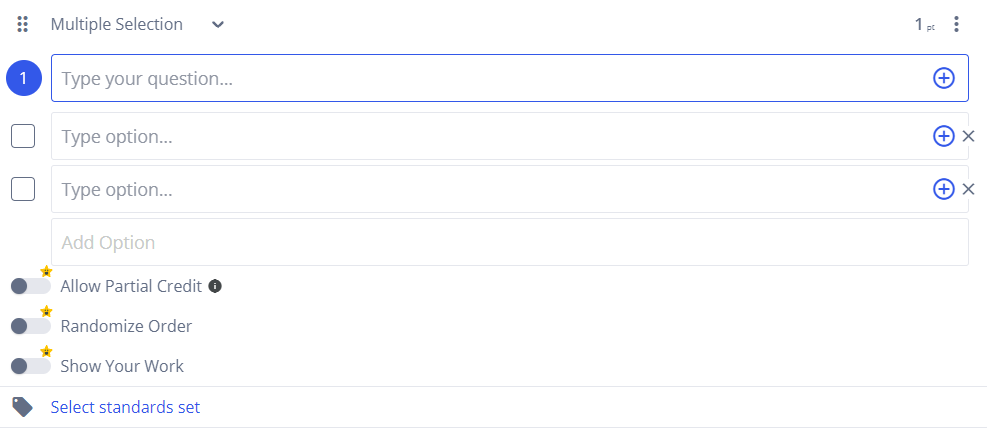 Multiple Selection 1 pt
1 Type your question...
Type option...
Type option...
Add Option
Allow Partial Credit i
Randomize Order
Show Your Work
Select standards set